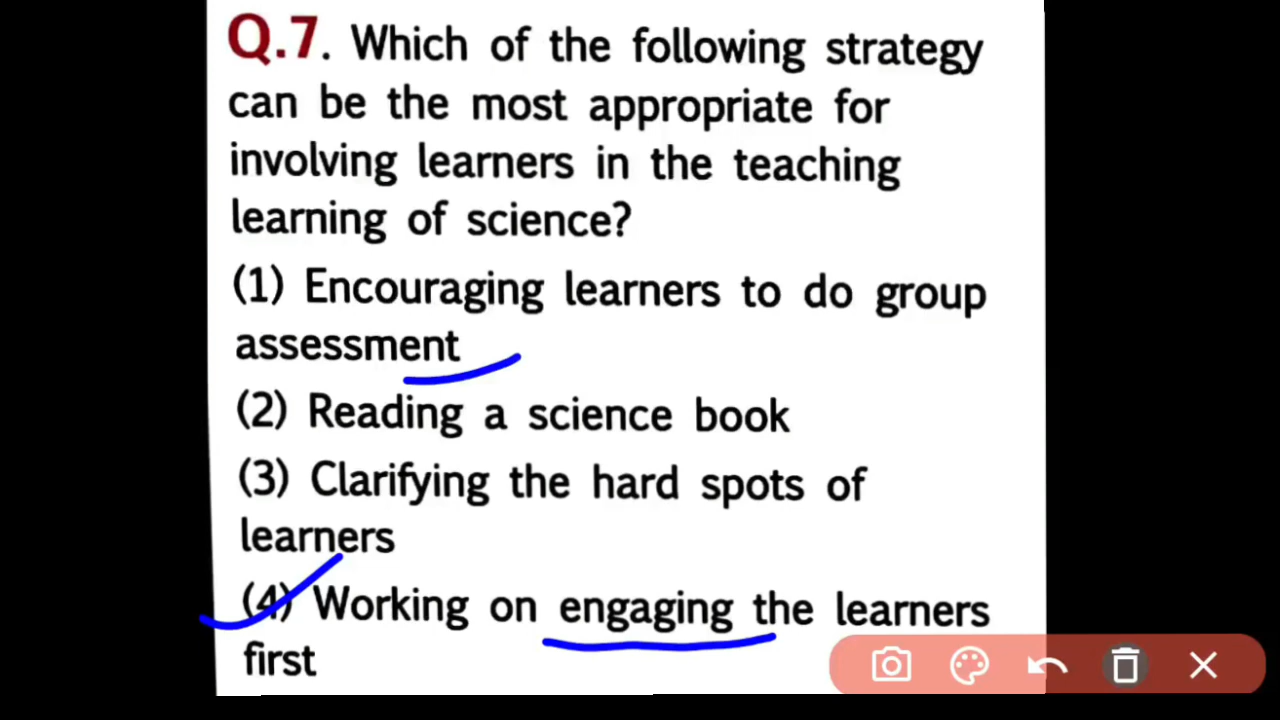 Q.7. Which of the following strategy
can be the most appropriate for
involving learners in the teaching
learning of science?
(1) Encouraging learners to do group
assessment
(2) Reading a science book
(3) Clarifying the hard spots of
learners
(4) Working on engaging the learners
first